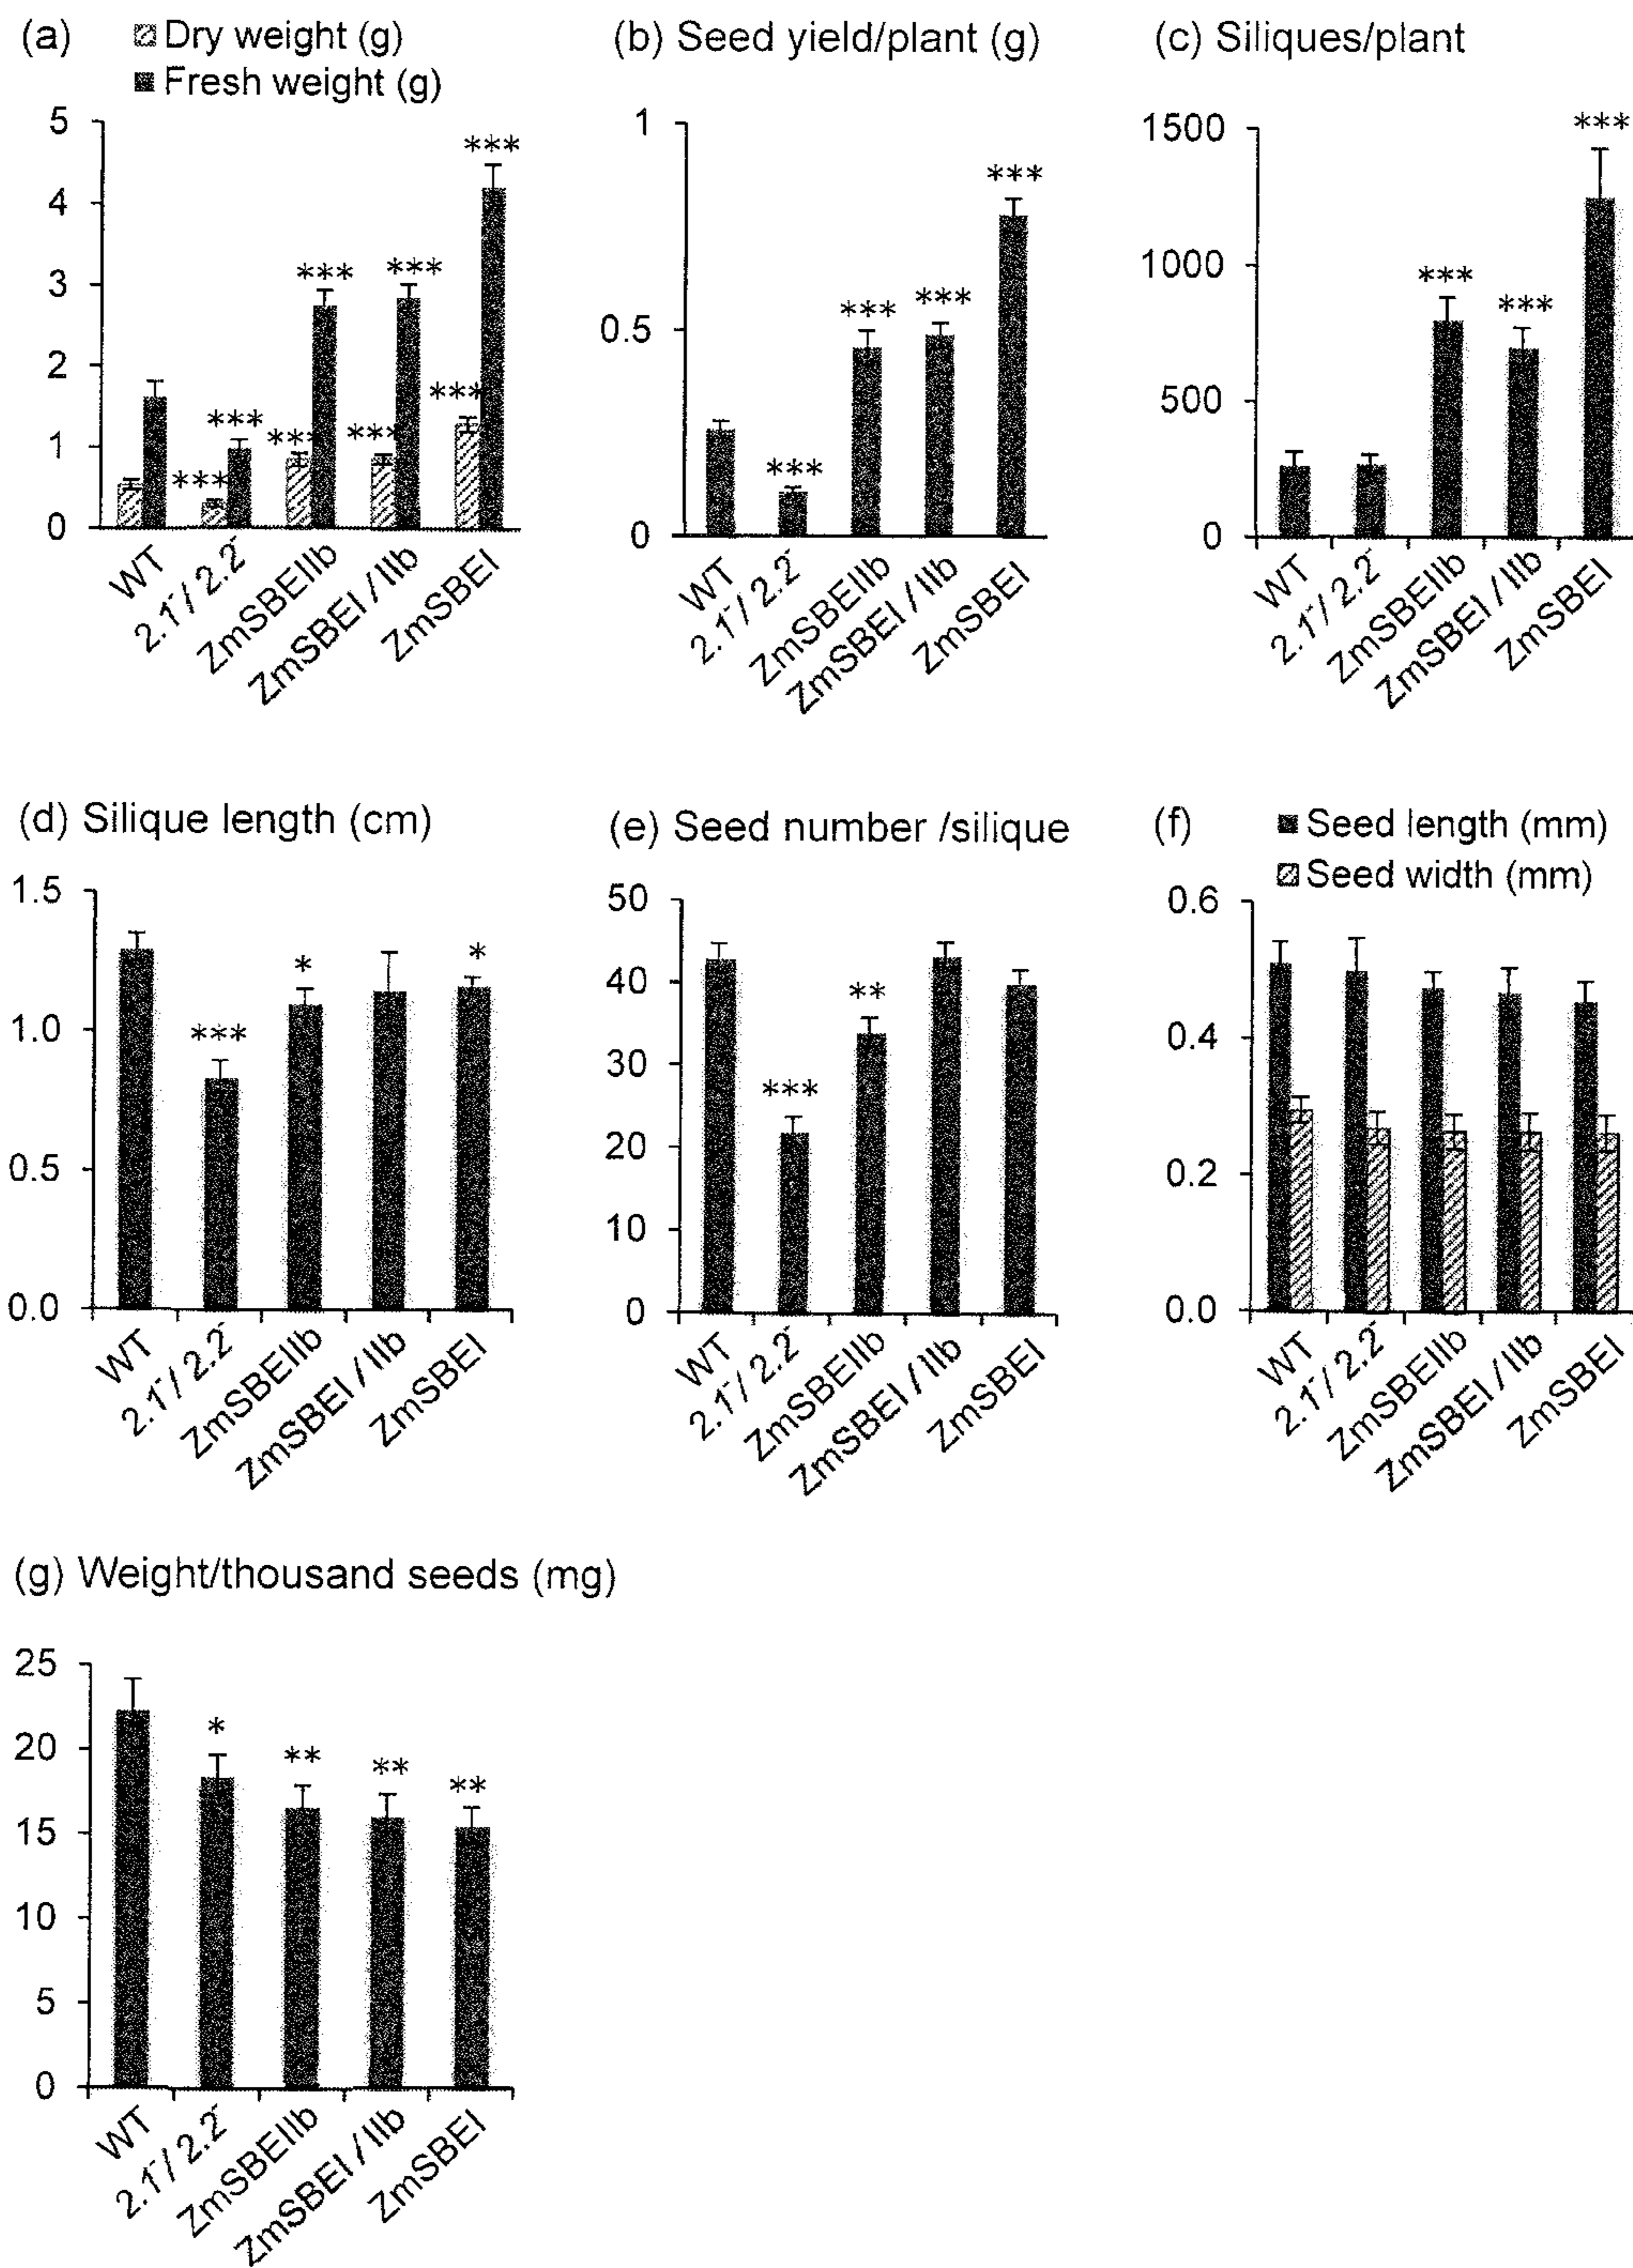 (a)
Dry weight (g)
Fresh weight (g)
5
4
3
2
1
0
***
***
***
***
***
***
***
***
WT
2.1⁻/ 2.2⁻
ZmSBEIIb
ZmSBEI / IIb
ZmSBEI
(b) Seed yield/plant (g)
1
0.5
0
***
***
***
***
WT
2.1⁻/ 2.2⁻
ZmSBEIIb
ZmSBEI / IIb
ZmSBEI
(c) Siliques/plant
1500
1000
500
0
***
***
***
WT
2.1⁻/ 2.2⁻
ZmSBEIIb
ZmSBEI / IIb
ZmSBEI
(d) Silique length (cm)
1.5
1.0
0.5
0.0
***
*
*
WT
2.1⁻/ 2.2⁻
ZmSBEIIb
ZmSBEI / IIb
ZmSBEI
(e) Seed number /silique
50
40
30
20
10
0
***
**
WT
2.1⁻/ 2.2⁻
ZmSBEIIb
ZmSBEI / IIb
ZmSBEI
(f)
Seed length (mm)
Seed width (mm)
0.6
0.4
0.2
0.0
WT
2.1⁻/ 2.2⁻
ZmSBEIIb
ZmSBEI / IIb
ZmSBEI
(g) Weight/thousand seeds (mg)
25
20
15
10
5
0
*
**
**
**
WT
2.1⁻/ 2.2⁻
ZmSBEIIb
ZmSBEI / IIb
ZmSBEI